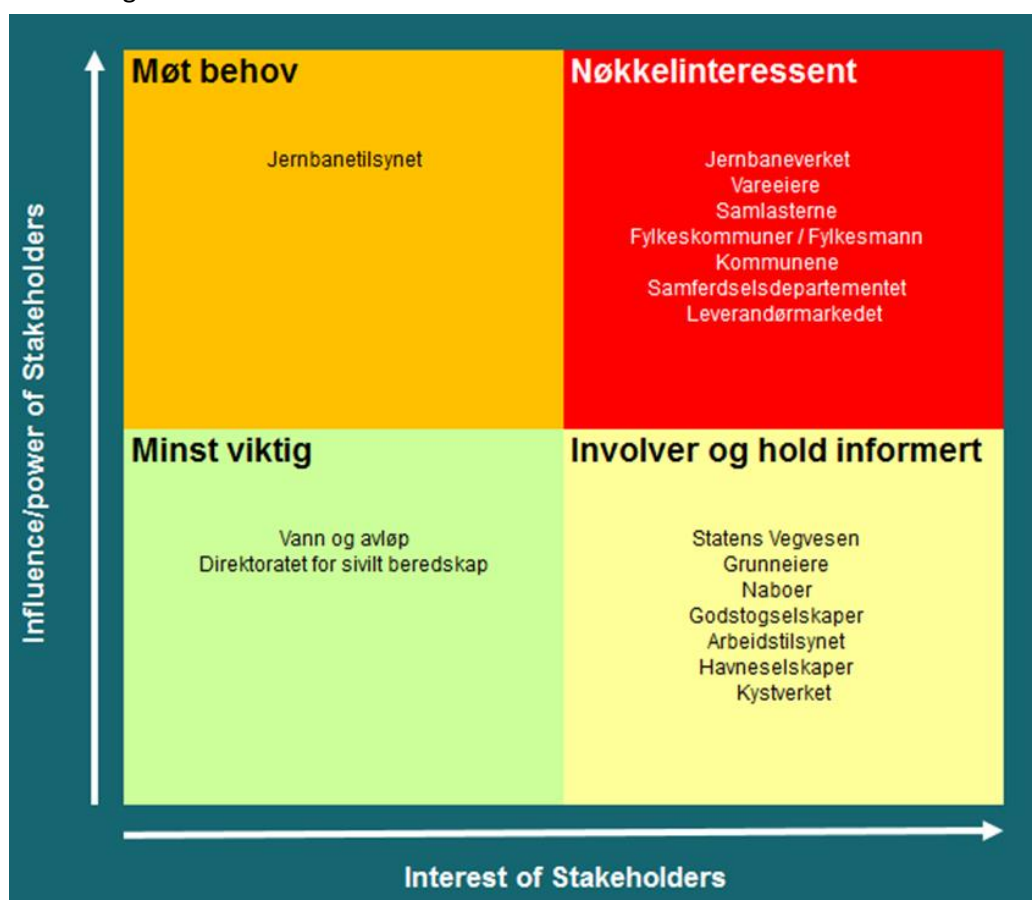 Møt behov
Jernbanetilsynet
Nøkkelinteressent
Jernbaneverket
Vareeiere
Samlasterne
Fylkeskommuner / Fylkesmann
Kommunene
Samferdselsdepartementet
Leverandørmarkedet
Minst viktig
Vann og avløp
Direktoratet for sivilt beredskap
Involver og hold informert
Statens Vegvesen
Grunneiere
Naboer
Godstogselskaper
Arbeidstilsynet
Havneselskaper
Kystverket
Influence/power of Stakeholders
Interest of Stakeholders